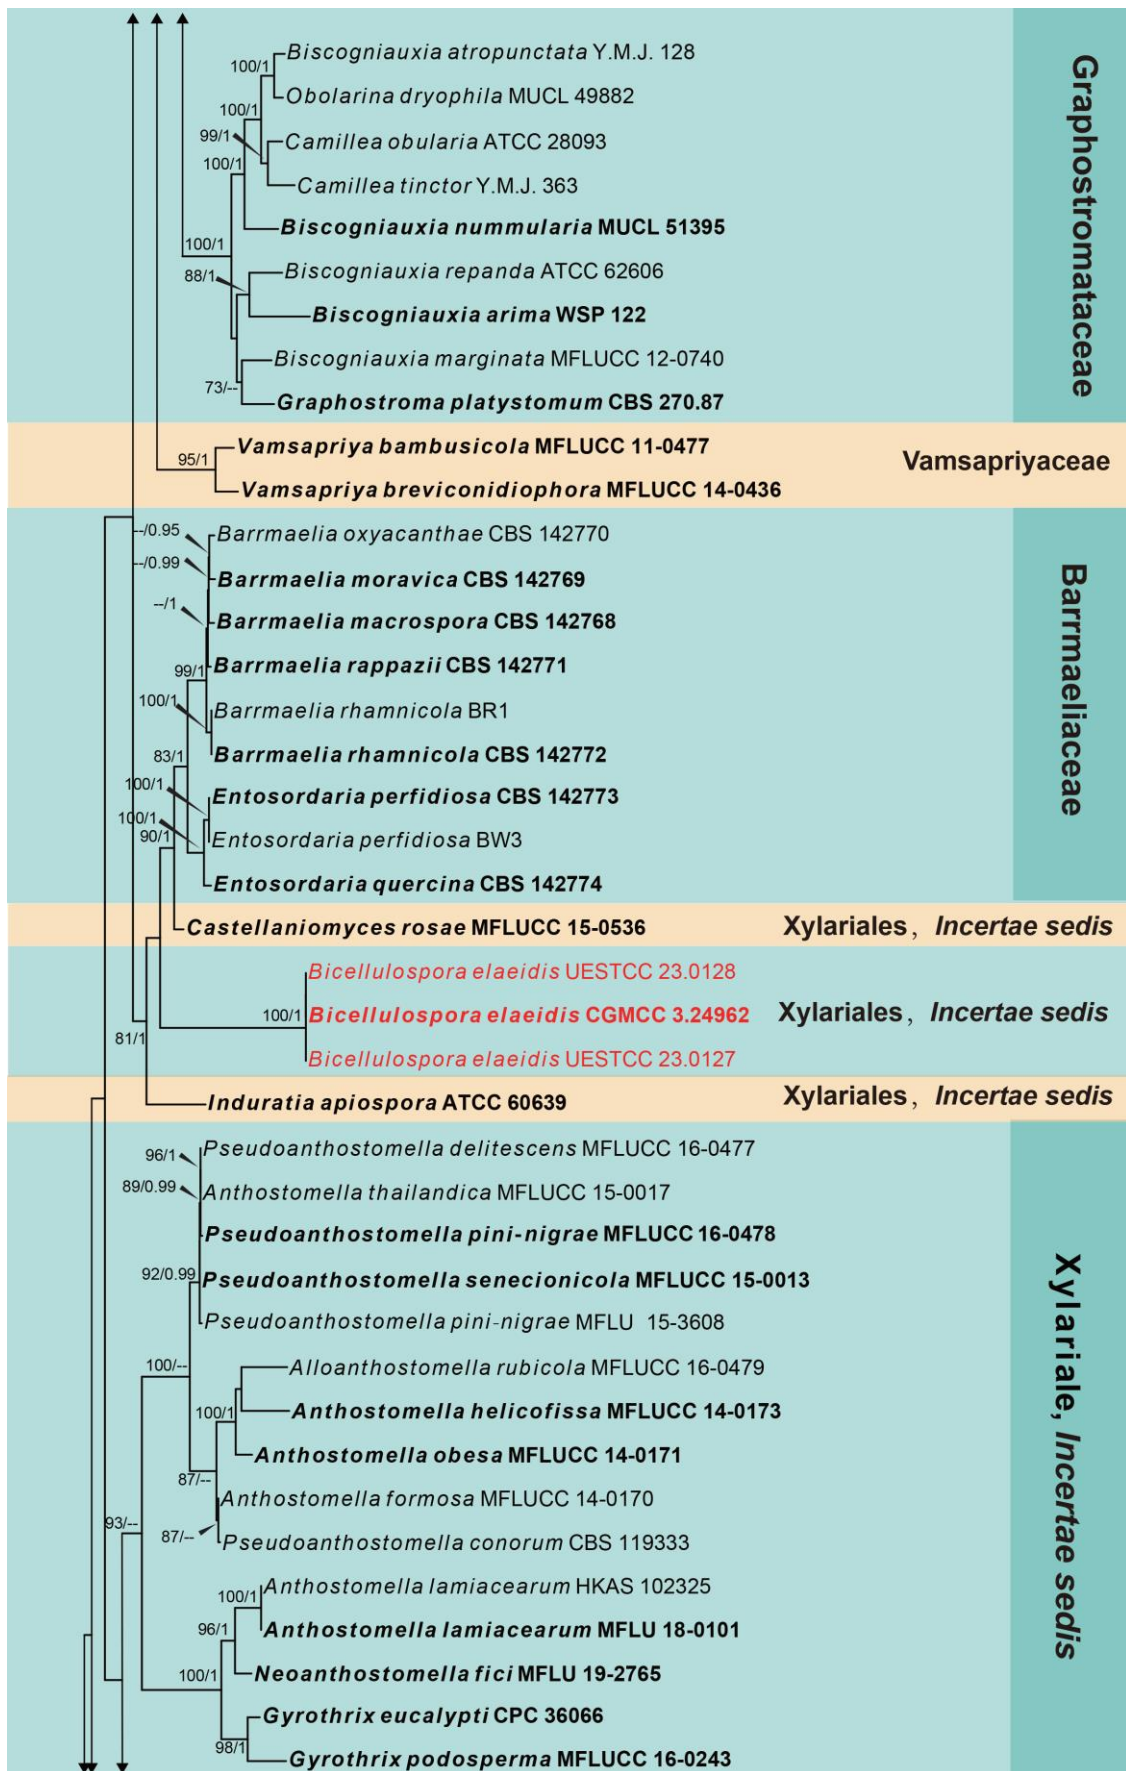 Biscogniauxia atropunctata Y.M.J. 128
100/1
Obolarina dryophila MUCL 49882
100/1
99/1
Camillea obularia ATCC 28093
100/1
Camillea tinctor Y.M.J. 363
Biscogniauxia nummularia MUCL 51395
100/1
88/1
Biscogniauxia repanda ATCC 62606
Biscogniauxia arima WSP 122
Biscogniauxia marginata MFLUCC 12-0740
73/--
Graphostroma platystomum CBS 270.87
Graphostromataceae
Vamsapriya bambusicola MFLUCC 11-0477
95/1
Vamsapriyaceae
Vamsapriya breviconidiophora MFLUCC 14-0436
--/0.95
Barrmaelia oxyacanthae CBS 142770
--/0.99
Barrmaelia moravica CBS 142769
--/1
Barrmaelia macrospora CBS 142768
Barrmaelia rappazii CBS 142771
99/1
100/1
Barrmaelia rhamnicola BR1
83/1
Barrmaelia rhamnicola CBS 142772
100/1
Entosordaria perfidiosa CBS 142773
100/1
90/1
Entosordaria perfidiosa BW3
Entosordaria quercina CBS 142774
Barrmaeliaceae
Castellaniomyces rosae MFLUCC 15-0536
Xylariales, Incertae sedis
Bicellulospora elaeidis UESTCC 23.0128
100/1
Bicellulospora elaeidis CGMCC 3.24962
Xylariales, Incertae sedis
81/1
Bicellulospora elaeidis UESTCC 23.0127
Induratia apiospora ATCC 60639
Xylariales, Incertae sedis
96/1
Pseudoanthostomella delitescens MFLUCC 16-0477
89/0.99
Anthostomella thailandica MFLUCC 15-0017
Pseudoanthostomella pini-nigrae MFLUCC 16-0478
92/0.99
Pseudoanthostomella senecionicola MFLUCC 15-0013
Pseudoanthostomella pini-nigrae MFLU 15-3608
100/--
Alloanthostomella rubicola MFLUCC 16-0479
100/1
Anthostomella helicofissa MFLUCC 14-0173
Anthostomella obesa MFLUCC 14-0171
87/--
Anthostomella formosa MFLUCC 14-0170
93/--
87/--
Pseudoanthostomella conorum CBS 119333
Anthostomella lamiacearum HKAS 102325
100/1
96/1
Anthostomella lamiacearum MFLU 18-0101
100/1
Neoanthostomella fici MFLU 19-2765
Gyrothrix eucalypti CPC 36066
98/1
Gyrothrix podosperma MFLUCC 16-0243
Xylariale, Incertae sedis